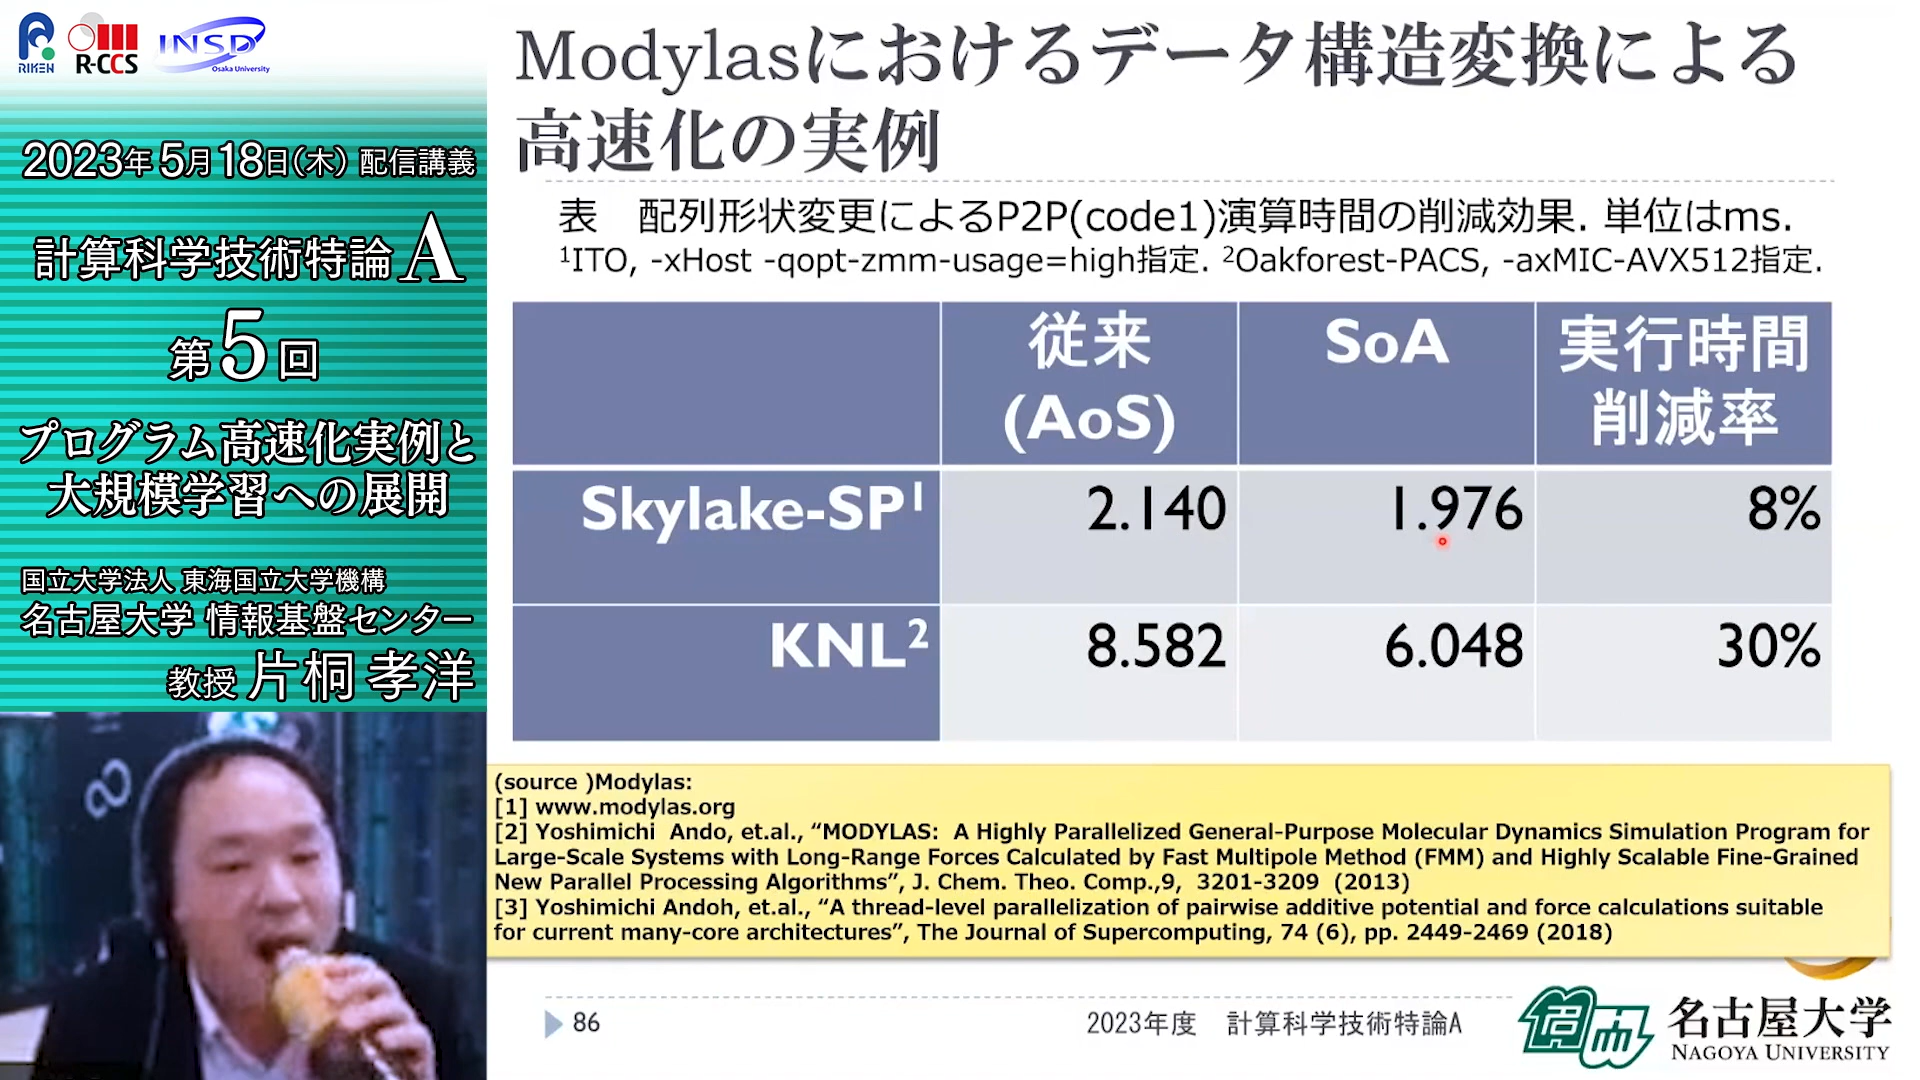 RIKEN
R-CCS
INSD
Osaka University
2023年5月18日(木) 配信講義
計算科学技術特論 A
第5回
プログラム高速化実例と
大規模学習への展開
国立大学法人 東海国立大学機構
名古屋大学 情報基盤センター
教授 片桐 孝洋
Modylasにおけるデータ構造変換による
高速化の実例
表 配列形状変更によるP2P(code1)演算時間の削減効果. 単位はms.
¹ITO, -xHost -qopt-zmm-usage=high指定. ²Oakforest-PACS, -axMIC-AVX512指定.
従来 SoA 実行時間
(AoS) 削減率
Skylake-SP¹ 2.140 1.976 8%
KNL² 8.582 6.048 30%
(source )Modylas:
[1] www.modylas.org
[2] Yoshimichi Ando, et.al., “MODYLAS: A Highly Parallelized General-Purpose Molecular Dynamics Simulation Program for
Large-Scale Systems with Long-Range Forces Calculated by Fast Multipole Method (FMM) and Highly Scalable Fine-Grained
New Parallel Processing Algorithms”, J. Chem. Theo. Comp.,9, 3201-3209 (2013)
[3] Yoshimichi Andoh, et.al., “A thread-level parallelization of pairwise additive potential and force calculations suitable
for current many-core architectures”, The Journal of Supercomputing, 74 (6), pp. 2449-2469 (2018)
86
2023年度 計算科学技術特論A
名古屋大学
NAGOYA UNIVERSITY